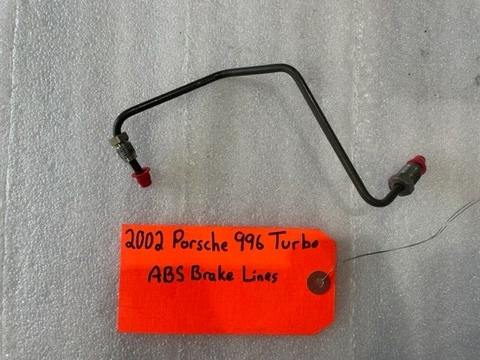 2002 Porsche 996 Turbo
ABS Brake Lines